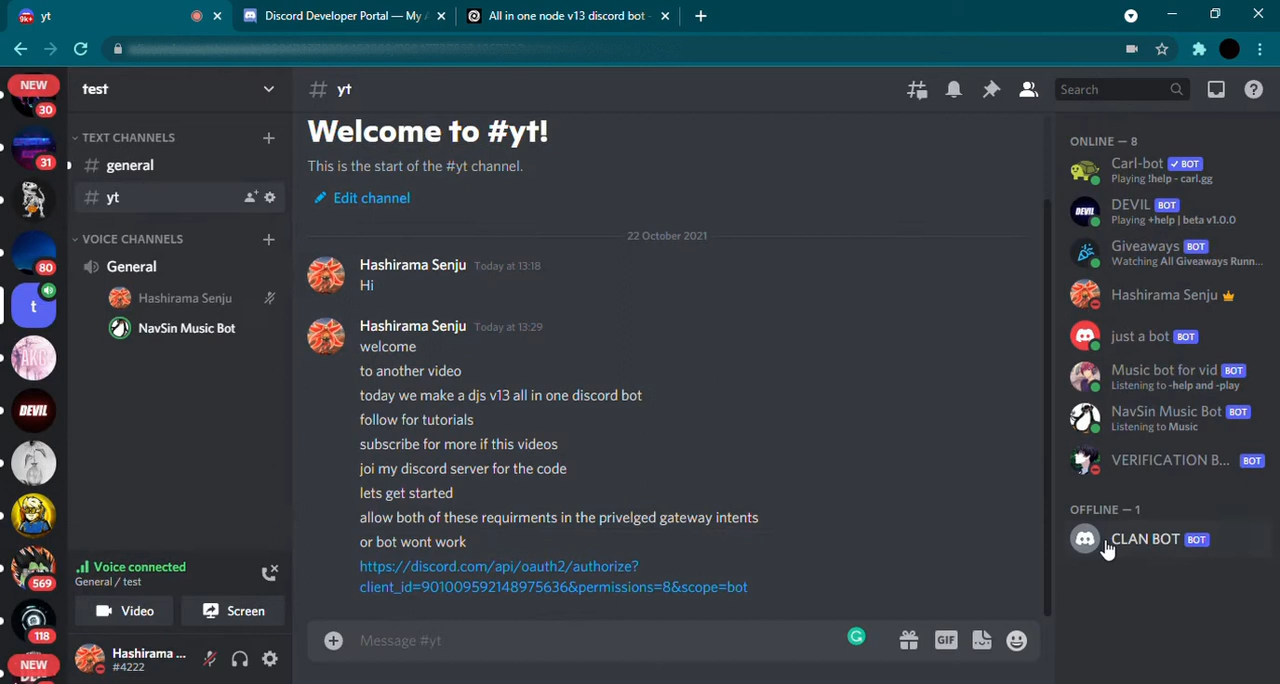 9k+ yt
Discord Developer Portal — My
All in one node v13 discord bot
NEW
30
31
80
t
AKC
DEVIL
569
118
NEW
test
TEXT CHANNELS
general
yt
VOICE CHANNELS
General
Hashirama Senju
NavSin Music Bot
Voice connected
General / test
Video
Screen
Hashirama ...
#4222
# yt
Search
Welcome to #yt!
This is the start of the #yt channel.
Edit channel
22 October 2021
Hashirama Senju Today at 13:18
Hi
Hashirama Senju Today at 13:29
welcome
to another video
today we make a djs v13 all in one discord bot
follow for tutorials
subscribe for more if this videos
joi my discord server for the code
lets get started
allow both of these requirments in the privelged gateway intents
or bot wont work
https://discord.com/api/oauth2/authorize?
client_id=901009592148975636&permissions=8&scope=bot
Message #yt
GIF
ONLINE — 8
Carl-bot BOT
Playing !help - carl.gg
DEVIL DEVIL BOT
Playing +help | beta v1.0.0
Giveaways BOT
Watching All Giveaways Runn...
Hashirama Senju
just a bot BOT
Music bot for vid BOT
Listening to -help and -play
NavSin Music Bot BOT
Listening to Music
VERIFICATION B... BOT
OFFLINE — 1
CLAN BOT BOT